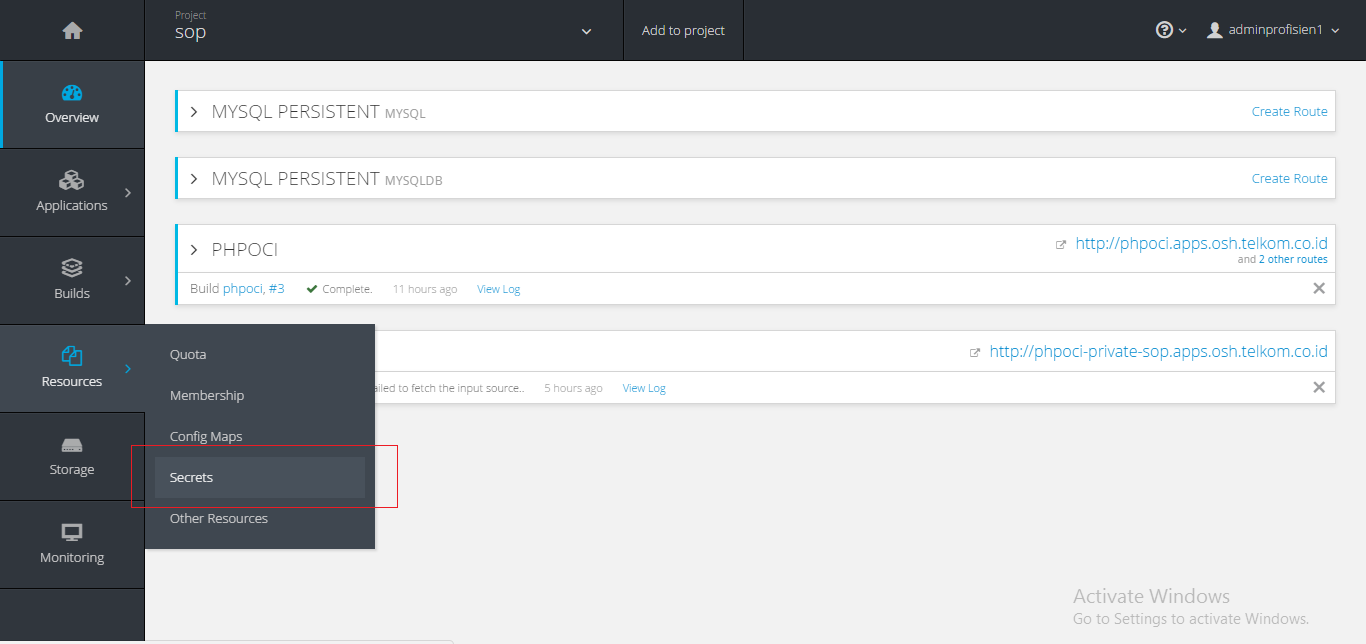 Project
sop
Add to project
adminprofisien1
Overview
Applications
Builds
Resources
Storage
Monitoring
MYSQL PERSISTENT MYSQL
Create Route
MYSQL PERSISTENT MYSQLDB
Create Route
PHPOCI
http://phpoci.apps.osh.telkom.co.id
and 2 other routes
Build phpoci, #3 Complete. 11 hours ago View Log
http://phpoci-private-sop.apps.osh.telkom.co.id
to fetch the input source.. 5 hours ago View Log
Quota
Membership
Config Maps
Secrets
Other Resources
Activate Windows
Go to Settings to activate Windows.